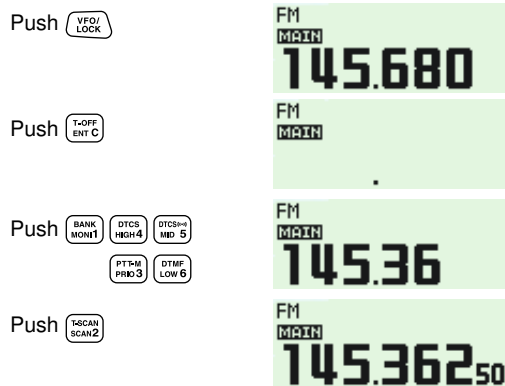 Push VFO/ LOCK
FM
MAIN
145.680
Push T-OFF ENT C
FM
MAIN
.
Push BANK MONI 1 DTCS HIGH 4 DTCS((•)) MID 5
PTT-M PRIO 3 DTMF LOW 6
FM
MAIN
145.36
Push T-SCAN SCAN 2
FM
MAIN
145.36250